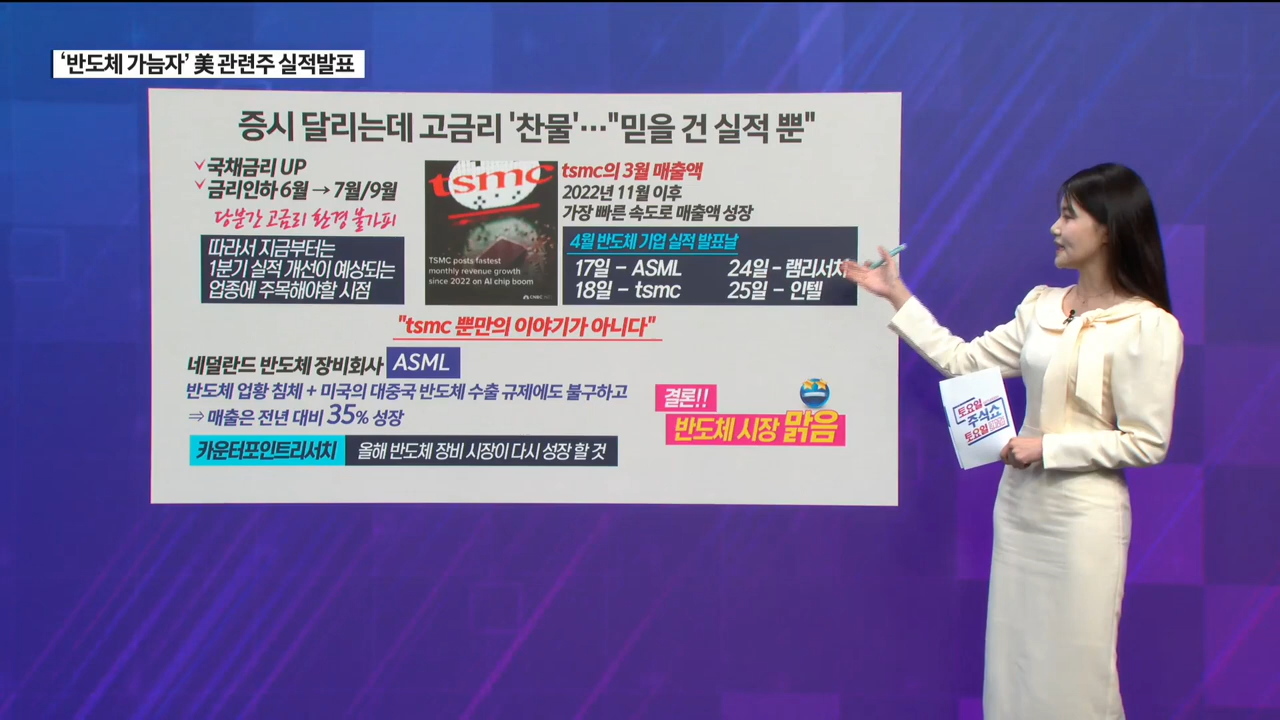 ‘반도체 가늠자’ 美 관련주 실적발표
증시 달리는데 고금리 '찬물'…"믿을 건 실적 뿐"
국채금리 UP
금리인하 6월 → 7월/9월
당분간 고금리 환경 불가피
따라서 지금부터는
1분기 실적 개선이 예상되는
업종에 주목해야할 시점
tsmc
TSMC posts fastest
monthly revenue growth
since 2022 on AI chip boom
CNBC
tsmc의 3월 매출액
2022년 11월 이후
가장 빠른 속도로 매출액 성장
4월 반도체 기업 실적 발표날
17일 – ASML
24일 – 램리서치
18일 – tsmc
25일 – 인텔
"tsmc 뿐만의 이야기가 아니다"
네덜란드 반도체 장비회사 ASML
반도체 업황 침체 + 미국의 대중국 반도체 수출 규제에도 불구하고
⇒ 매출은 전년 대비 35% 성장
카운터포인트리서치 올해 반도체 장비 시장이 다시 성장 할 것
결론!!
반도체 시장 맑음
토요일
주식쇼
토요일